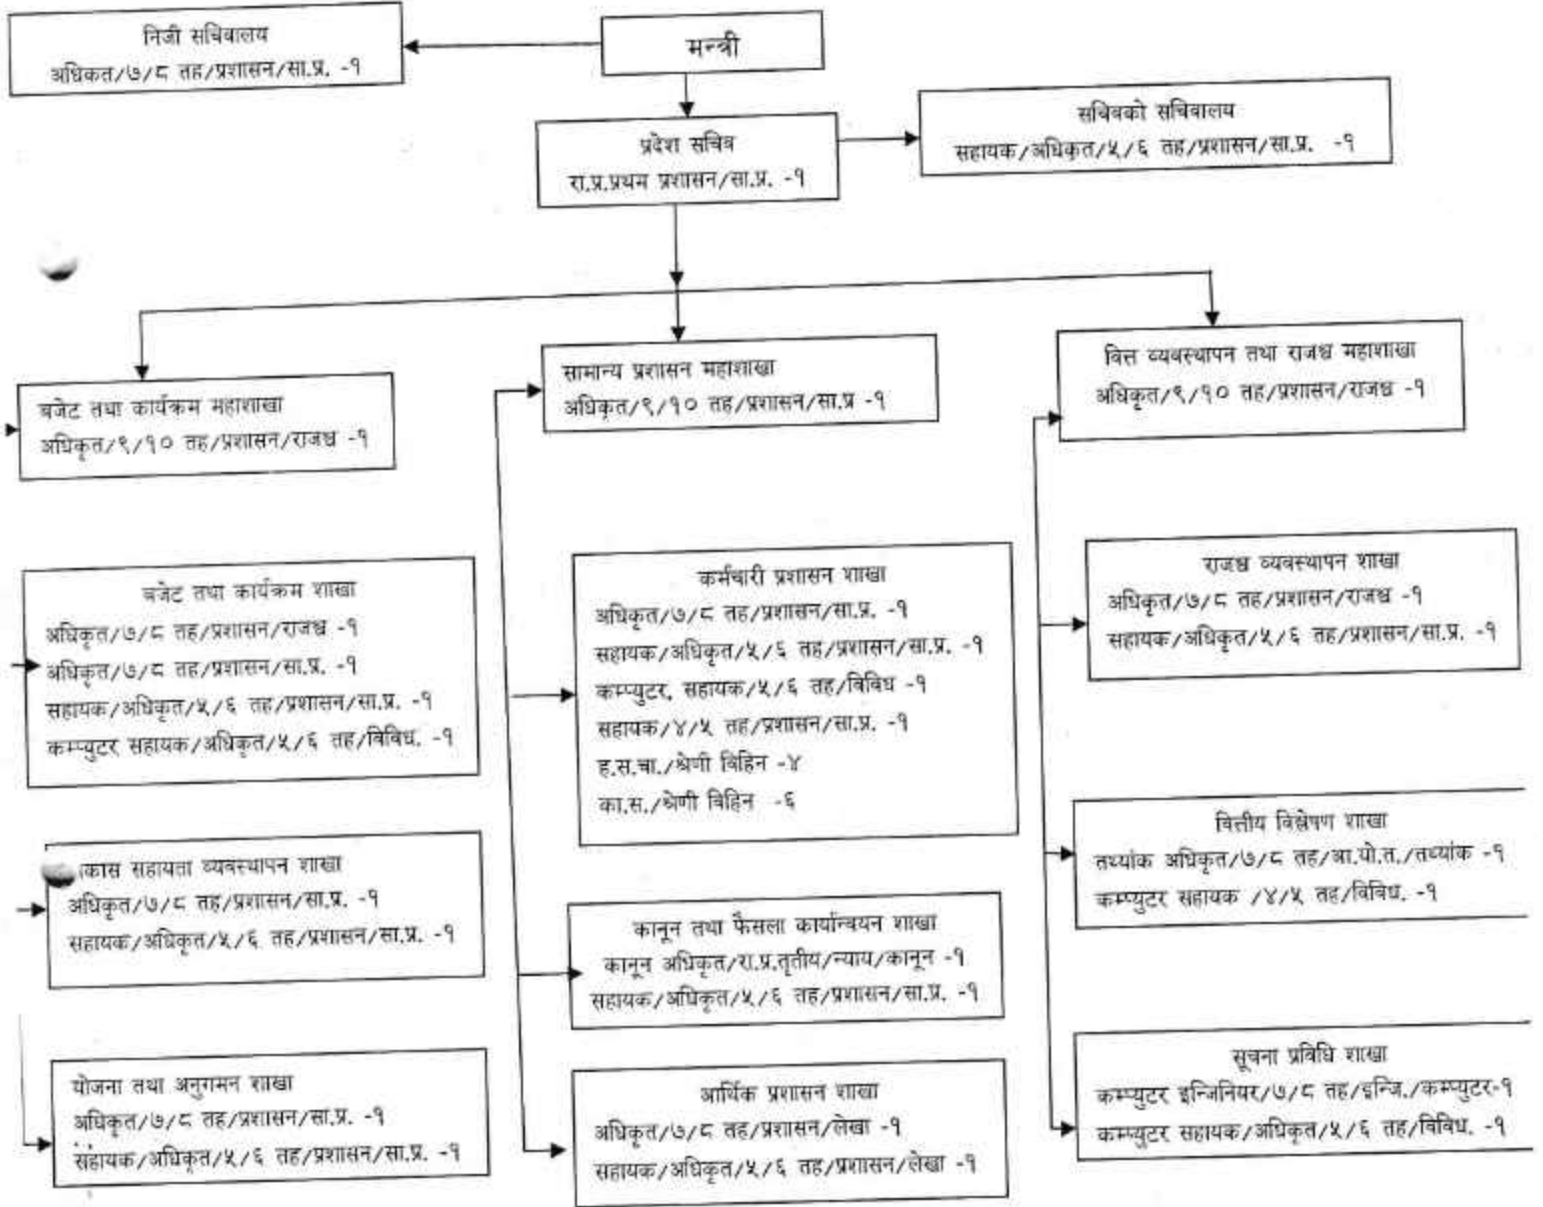 निजी सचिवालय
अधिकत/७/८ तह/प्रशासन/सा.प्र. -१
मन्त्री
प्रदेश सचिव
रा.प्र.प्रथम प्रशासन/सा.प्र. -१
सचिवको सचिवालय
सहायक/अधिकृत/५/६ तह/प्रशासन/सा.प्र. -१
बजेट तथा कार्यक्रम महाशाखा
अधिकृत/९/१० तह/प्रशासन/राजश्व -१
सामान्य प्रशासन महाशाखा
अधिकृत/९/१० तह/प्रशासन/सा.प्र -१
वित्त व्यवस्थापन तथा राजश्व महाशाखा
अधिकृत/९/१० तह/प्रशासन/राजश्व -१
बजेट तथा कार्यक्रम शाखा
अधिकृत/७/८ तह/प्रशासन/राजश्व -१
अधिकृत/७/८ तह/प्रशासन/सा.प्र. -१
सहायक/अधिकृत/५/६ तह/प्रशासन/सा.प्र. -१
कम्प्युटर सहायक/अधिकृत/५/६ तह/विविध. -१
कास सहायता व्यवस्थापन शाखा
अधिकृत/७/८ तह/प्रशासन/सा.प्र. -१
सहायक/अधिकृत/५/६ तह/प्रशासन/सा.प्र. -१
योजना तथा अनुगमन शाखा
अधिकृत/७/८ तह/प्रशासन/सा.प्र. -१
सहायक/अधिकृत/५/६ तह/प्रशासन/सा.प्र. -१
कर्मचारी प्रशासन शाखा
अधिकृत/७/८ तह/प्रशासन/सा.प्र. -१
सहायक/अधिकृत/५/६ तह/प्रशासन/सा.प्र. -१
कम्प्युटर, सहायक/५/६ तह/विविध -१
सहायक/४/५ तह/प्रशासन/सा.प्र. -१
ह.स.चा./श्रेणी विहिन -४
का.स./श्रेणी विहिन -६
कानून तथा फैसला कार्यान्वयन शाखा
कानून अधिकृत/रा.प्र.तृतीय/न्याय/कानून -१
सहायक/अधिकृत/५/६ तह/प्रशासन/सा.प्र. -१
आर्थिक प्रशासन शाखा
अधिकृत/७/८ तह/प्रशासन/लेखा -१
सहायक/अधिकृत/५/६ तह/प्रशासन/लेखा -१
राजश्व व्यवस्थापन शाखा
अधिकृत/७/८ तह/प्रशासन/राजश्व -१
सहायक/अधिकृत/५/६ तह/प्रशासन/सा.प्र. -१
वित्तीय विश्लेषण शाखा
तथ्यांक अधिकृत/७/८ तह/आ.यो.त./तथ्यांक -१
कम्प्युटर सहायक /४/५ तह/विविध. -१
सूचना प्रविधि शाखा
कम्प्युटर इन्जिनियर/७/८ तह/इन्जि./कम्प्युटर-१
कम्प्युटर सहायक/अधिकृत/५/६ तह/विविध. -१